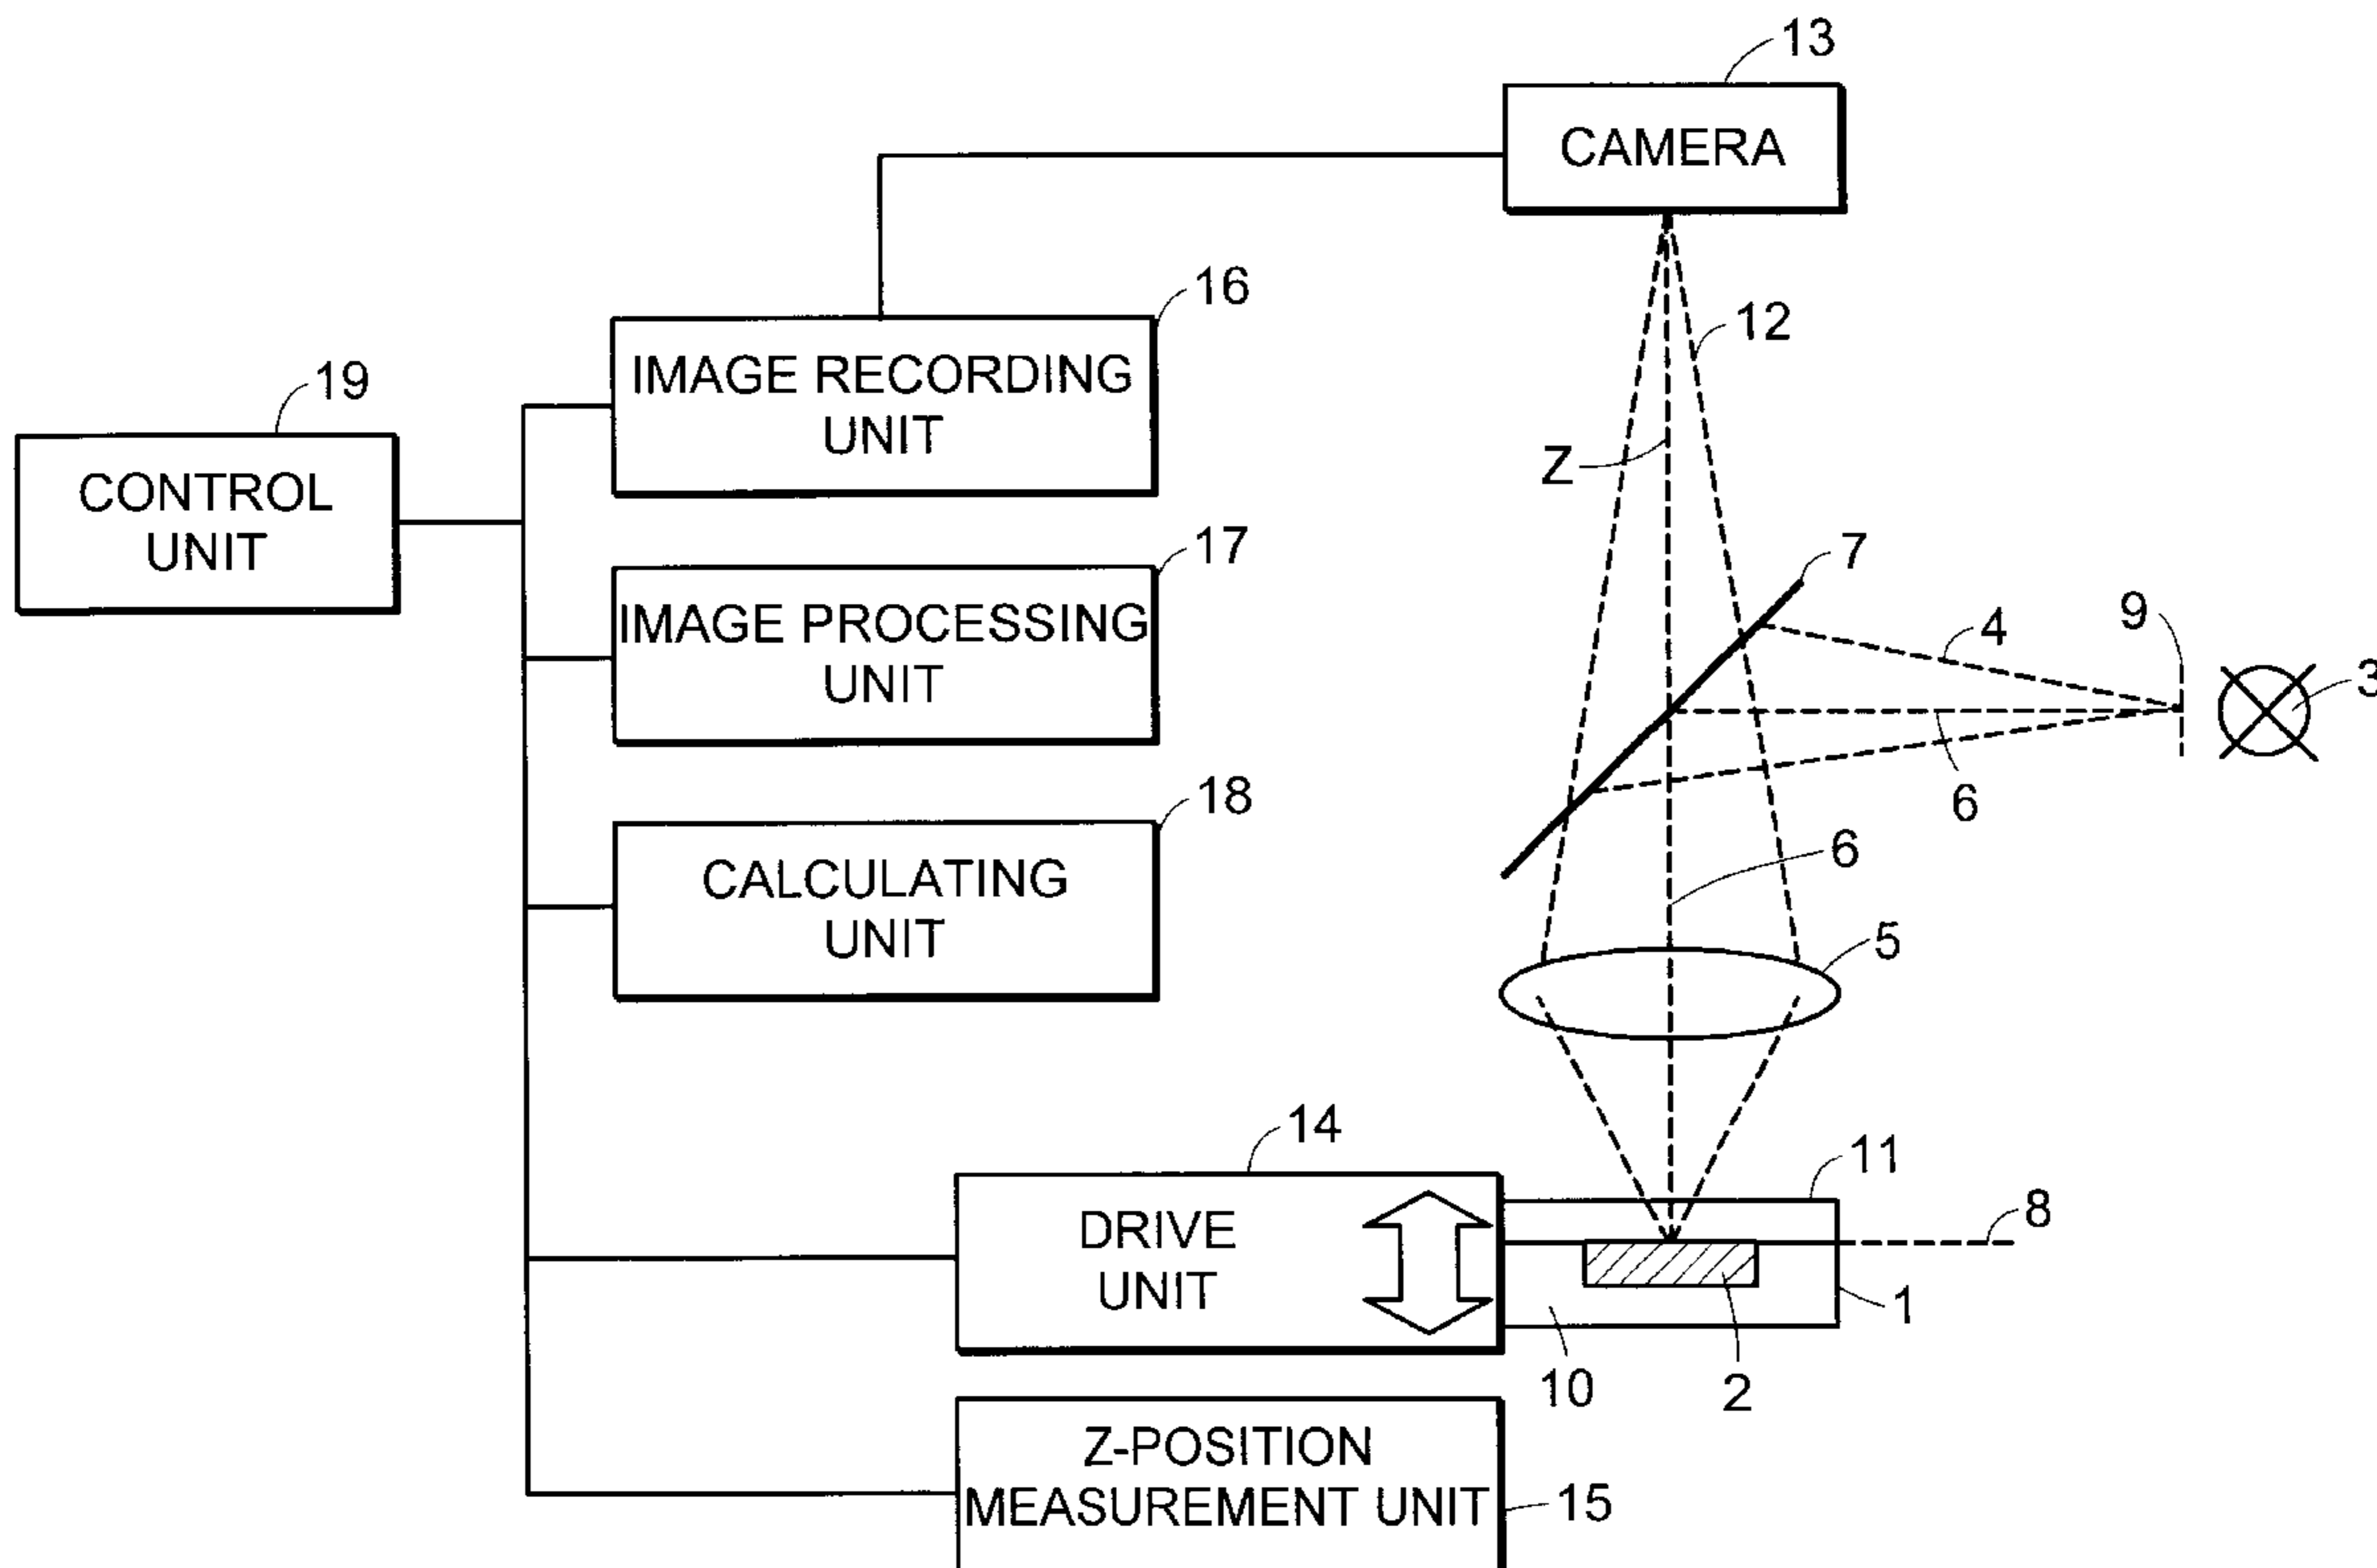 13
CAMERA
16
12
IMAGE RECORDING
UNIT
19
CONTROL
UNIT
Z
17
7
IMAGE PROCESSING
UNIT
9
4
3
6
18
6
CALCULATING
UNIT
5
14
11
DRIVE
UNIT
8
1
10
2
Z-POSITION
MEASUREMENT UNIT
15